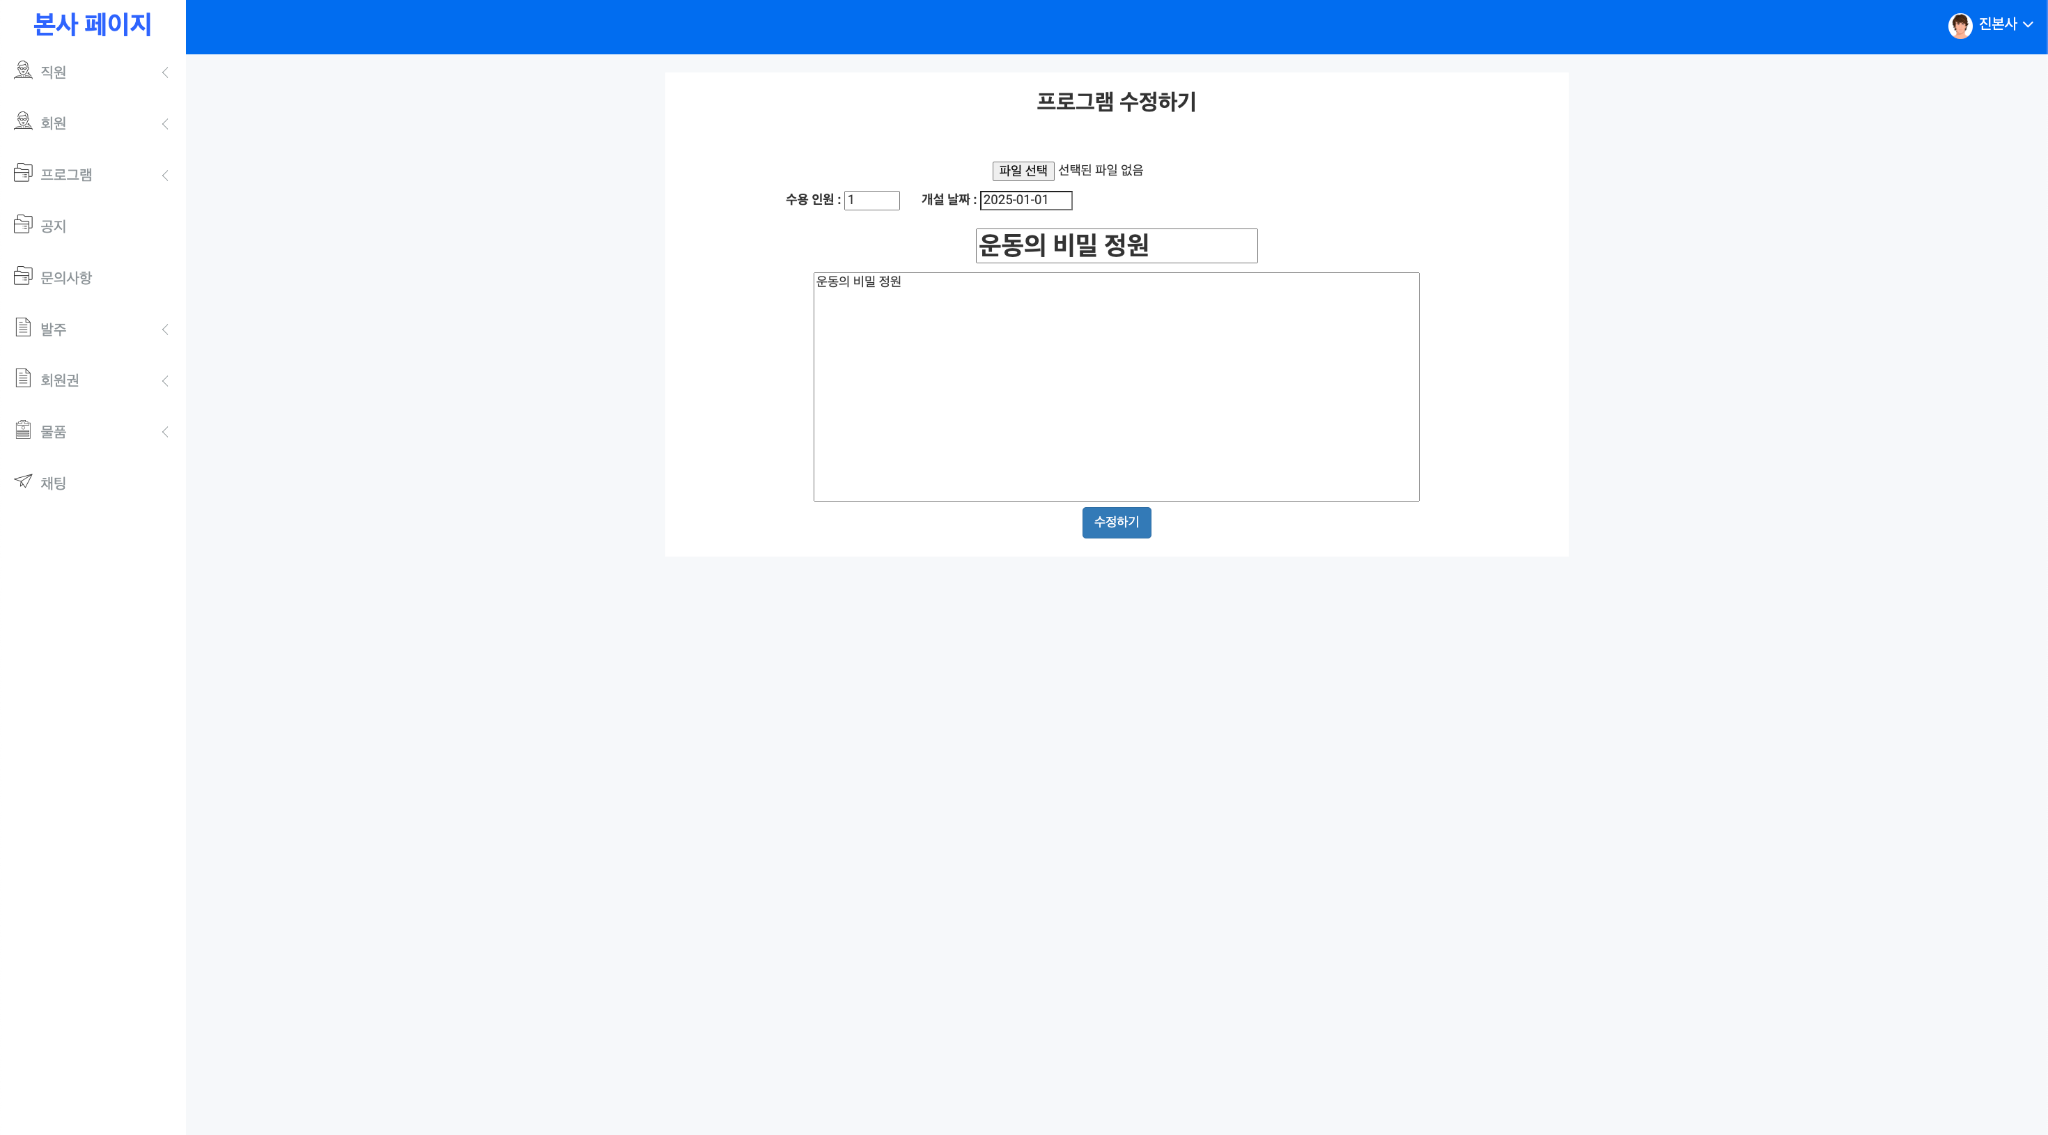 본사 페이지
진본사
직원
회원
프로그램
공지
문의사항
발주
회원권
물품
채팅
프로그램 수정하기
파일 선택 선택된 파일 없음
수용 인원 : 1 개설 날짜 : 2025-01-01
운동의 비밀 정원
운동의 비밀 정원
수정하기